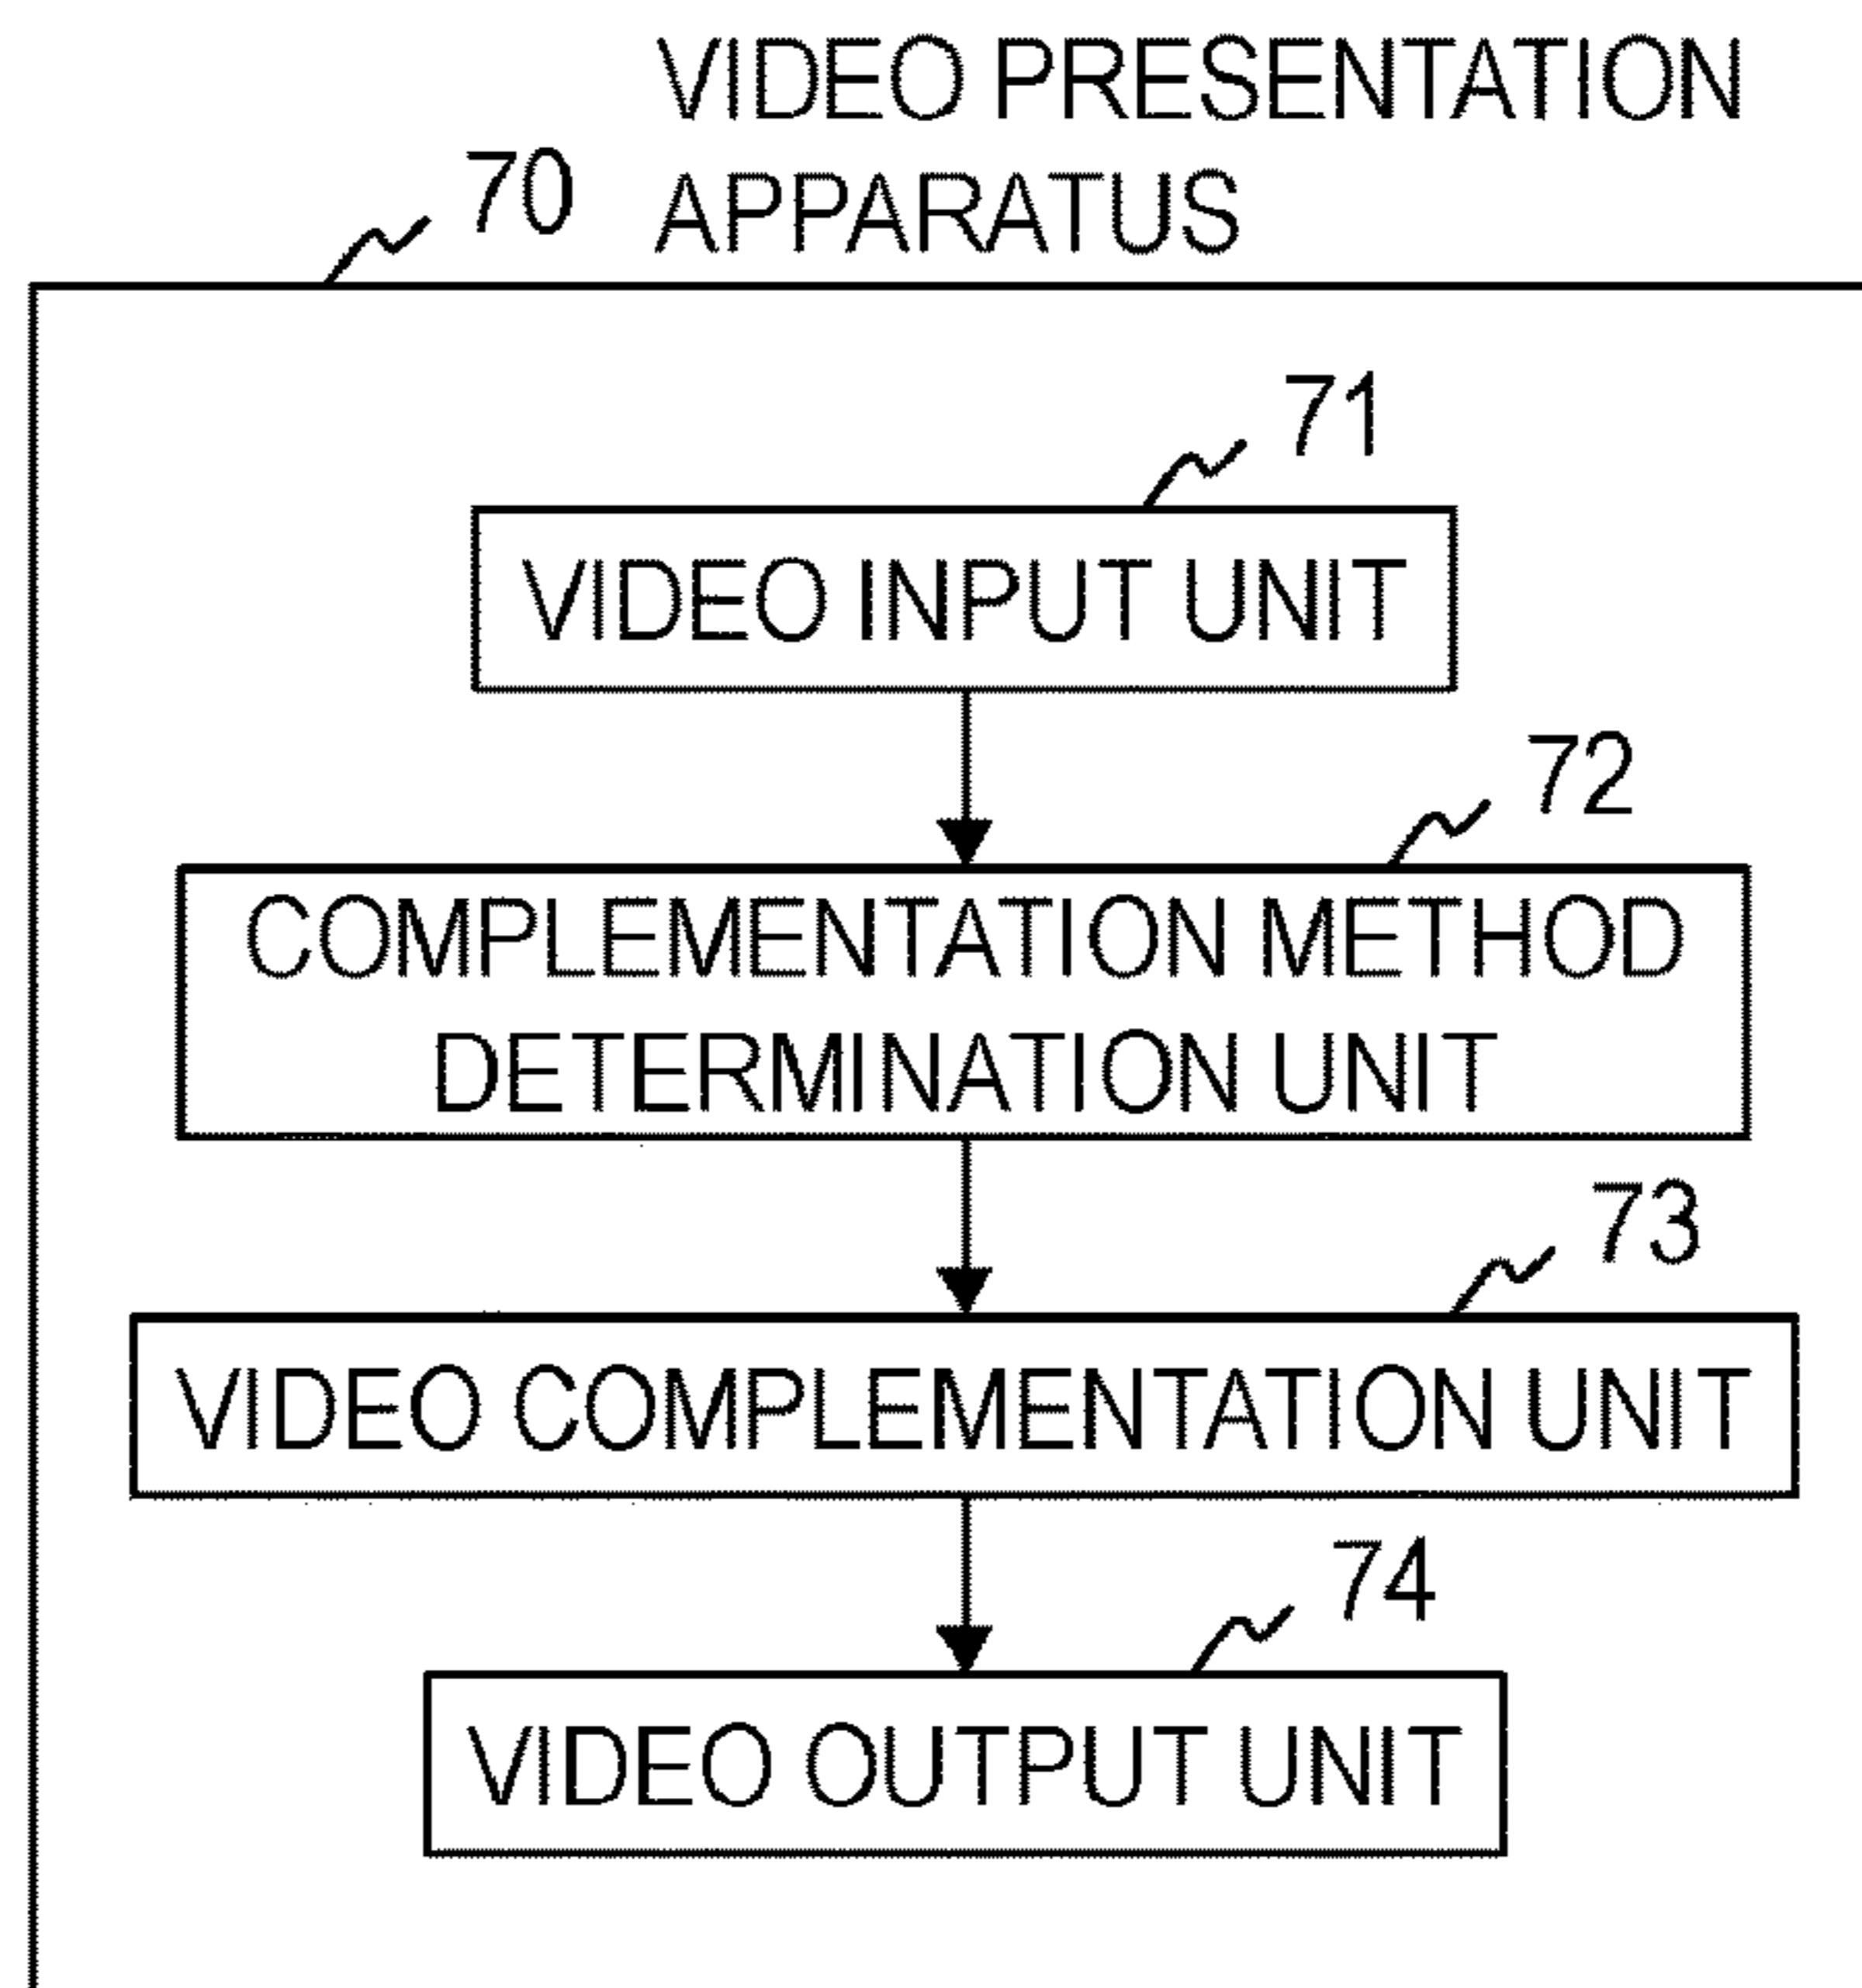 VIDEO PRESENTATION
70 APPARATUS
71
VIDEO INPUT UNIT
72
COMPLEMENTATION METHOD
DETERMINATION UNIT
73
VIDEO COMPLEMENTATION UNIT
74
VIDEO OUTPUT UNIT